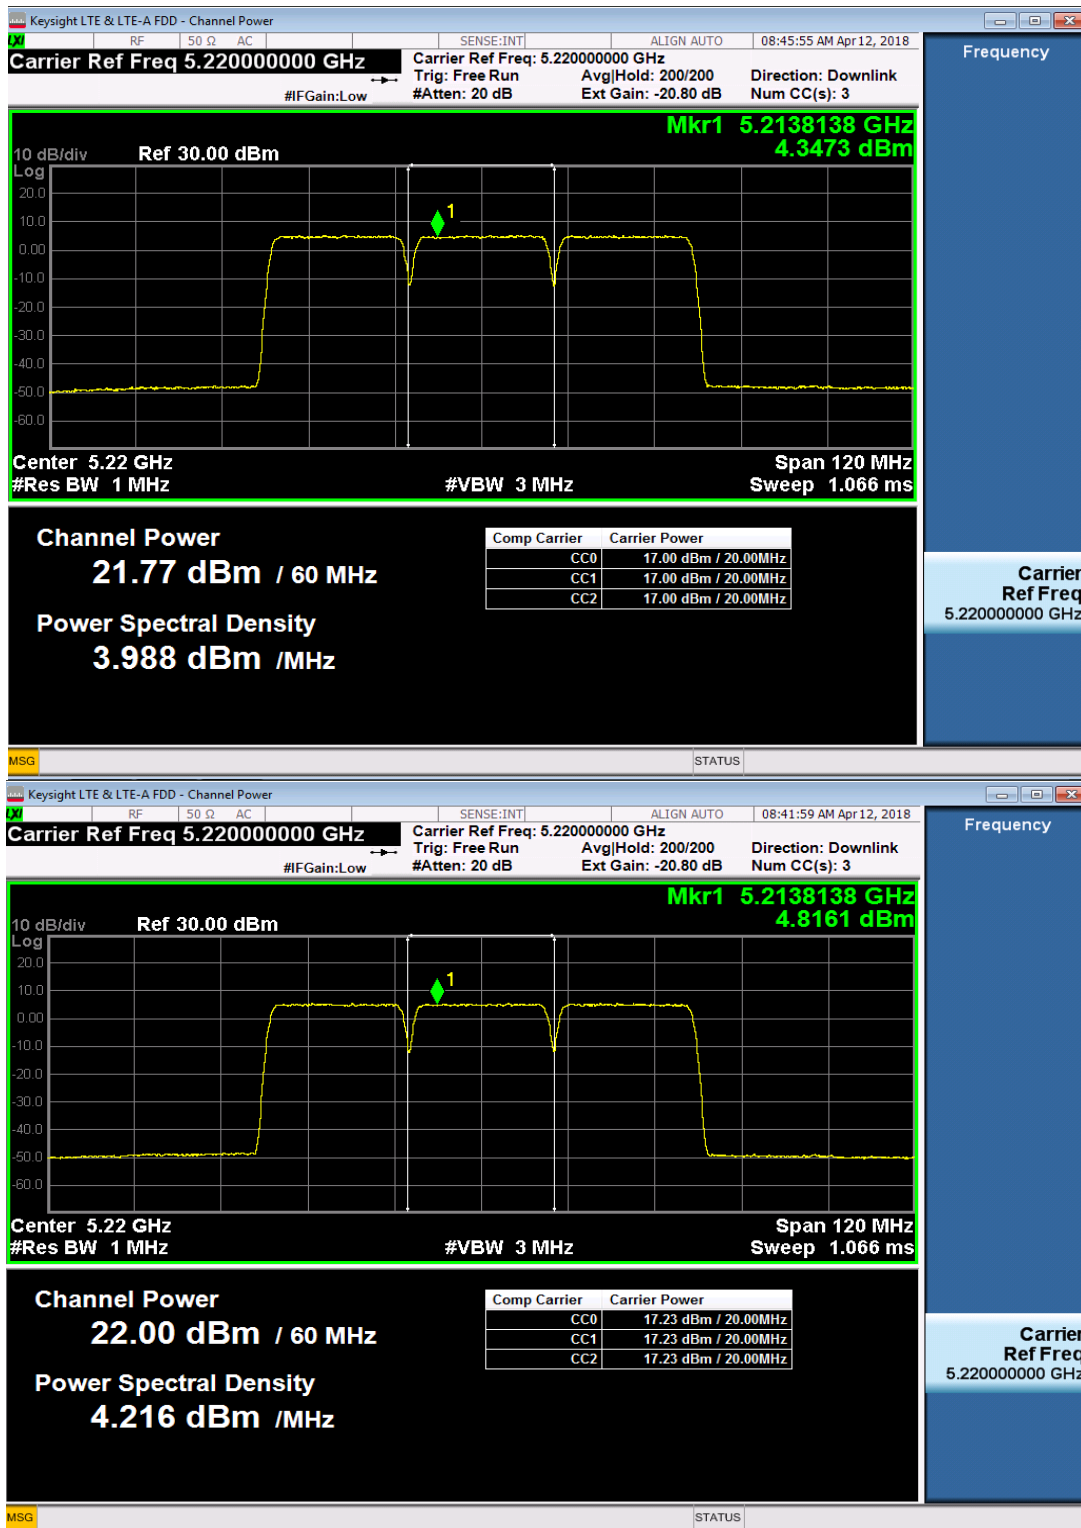 Keysight LTE & LTE-A FDD - Channel Power
LXI RF 50 Ω AC SENSE:INT ALIGN AUTO 08:45:55 AM Apr 12, 2018
Carrier Ref Freq 5.220000000 GHz
Carrier Ref Freq: 5.220000000 GHz
Trig: Free Run Avg|Hold: 200/200 Direction: Downlink
#IFGain:Low #Atten: 20 dB Ext Gain: -20.80 dB Num CC(s): 3
Frequency
Mkr1 5.2138138 GHz
4.3473 dBm
10 dB/div Ref 30.00 dBm
Log
20.0
10.0
0.00
-10.0
-20.0
-30.0
-40.0
-50.0
-60.0
1
Center 5.22 GHz Span 120 MHz
#Res BW 1 MHz #VBW 3 MHz Sweep 1.066 ms
Channel Power
21.77 dBm / 60 MHz
Power Spectral Density
3.988 dBm /MHz
Comp Carrier Carrier Power
CC0 17.00 dBm / 20.00MHz
CC1 17.00 dBm / 20.00MHz
CC2 17.00 dBm / 20.00MHz
Carrier
Ref Freq
5.220000000 GHz
MSG STATUS
Keysight LTE & LTE-A FDD - Channel Power
LXI RF 50 Ω AC SENSE:INT ALIGN AUTO 08:41:59 AM Apr 12, 2018
Carrier Ref Freq 5.220000000 GHz
Carrier Ref Freq: 5.220000000 GHz
Trig: Free Run Avg|Hold: 200/200 Direction: Downlink
#IFGain:Low #Atten: 20 dB Ext Gain: -20.80 dB Num CC(s): 3
Frequency
Mkr1 5.2138138 GHz
4.8161 dBm
10 dB/div Ref 30.00 dBm
Log
20.0
10.0
0.00
-10.0
-20.0
-30.0
-40.0
-50.0
-60.0
1
Center 5.22 GHz Span 120 MHz
#Res BW 1 MHz #VBW 3 MHz Sweep 1.066 ms
Channel Power
22.00 dBm / 60 MHz
Power Spectral Density
4.216 dBm /MHz
Comp Carrier Carrier Power
CC0 17.23 dBm / 20.00MHz
CC1 17.23 dBm / 20.00MHz
CC2 17.23 dBm / 20.00MHz
Carrier
Ref Freq
5.220000000 GHz
MSG STATUS